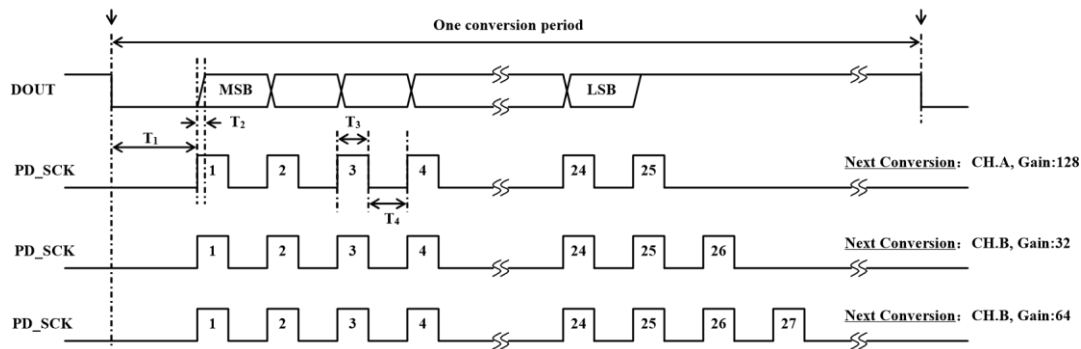 One conversion period
DOUT
MSB
LSB
T2
T3
T1
PD_SCK
1
2
3
4
24
25
Next Conversion： CH.A, Gain:128
T4
PD_SCK
1
2
3
4
24
25
26
Next Conversion： CH.B, Gain:32
PD_SCK
1
2
3
4
24
25
26
27
Next Conversion： CH.B, Gain:64